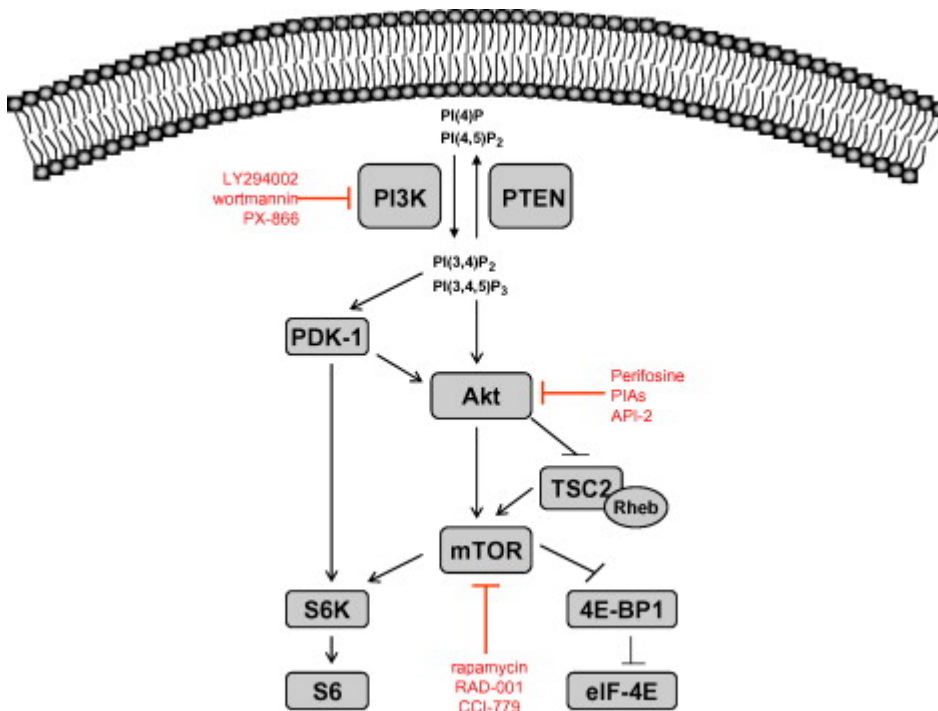 PI(4)P
PI(4,5)P2
LY294002
wortmannin
PX-866
PI3K
PTEN
PI(3,4)P2
PI(3,4,5)P3
PDK-1
Akt
Perifosine
PIAs
API-2
TSC2
Rheb
mTOR
S6K
4E-BP1
rapamycin
RAD-001
CCI-779
S6
eIF-4E